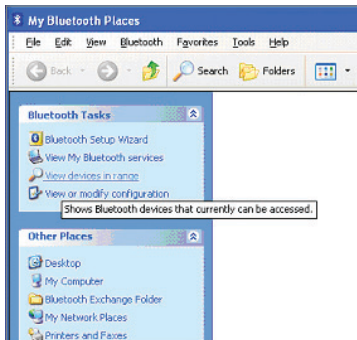 My Bluetooth Places
File Edit View Bluetooth Favorites Tools Help
Back Search Folders
Bluetooth Tasks
Bluetooth Setup Wizard
View My Bluetooth services
View devices in range
View or modify configuration
Shows Bluetooth devices that currently can be accessed.
Other Places
Desktop
My Computer
Bluetooth Exchange Folder
My Network Places
Printers and Faxes